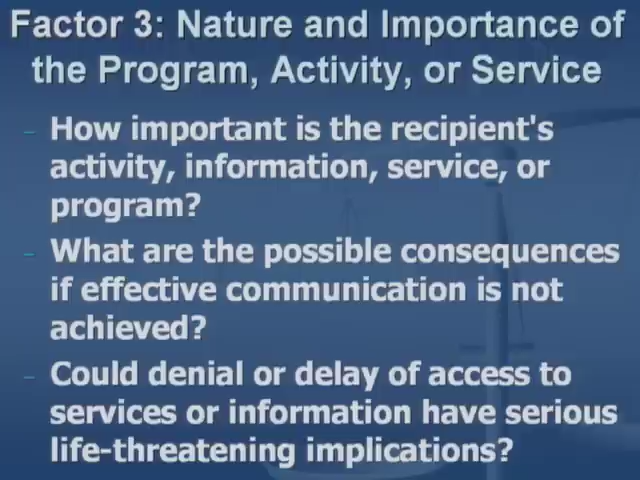 Factor 3: Nature and Importance of
the Program, Activity, or Service
– How important is the recipient's
activity, information, service, or
program?
– What are the possible consequences
if effective communication is not
achieved?
– Could denial or delay of access to
services or information have serious
life-threatening implications?